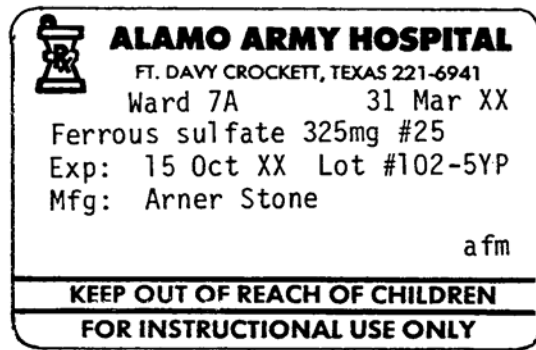 Rx
ALAMO ARMY HOSPITAL
FT. DAVY CROCKETT, TEXAS 221-6941
Ward 7A 31 Mar XX
Ferrous sulfate 325mg #25
Exp: 15 Oct XX Lot #102-5YP
Mfg: Arner Stone
afm
KEEP OUT OF REACH OF CHILDREN
FOR INSTRUCTIONAL USE ONLY